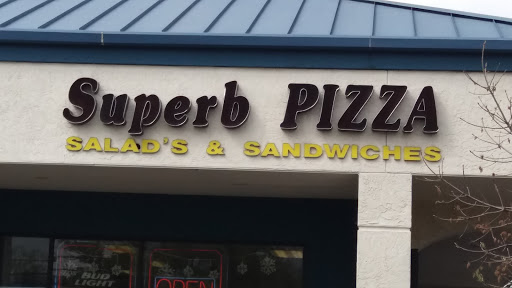 Superb PIZZA
SALAD'S & SANDWICHES
BUD
LIGHT
OPEN